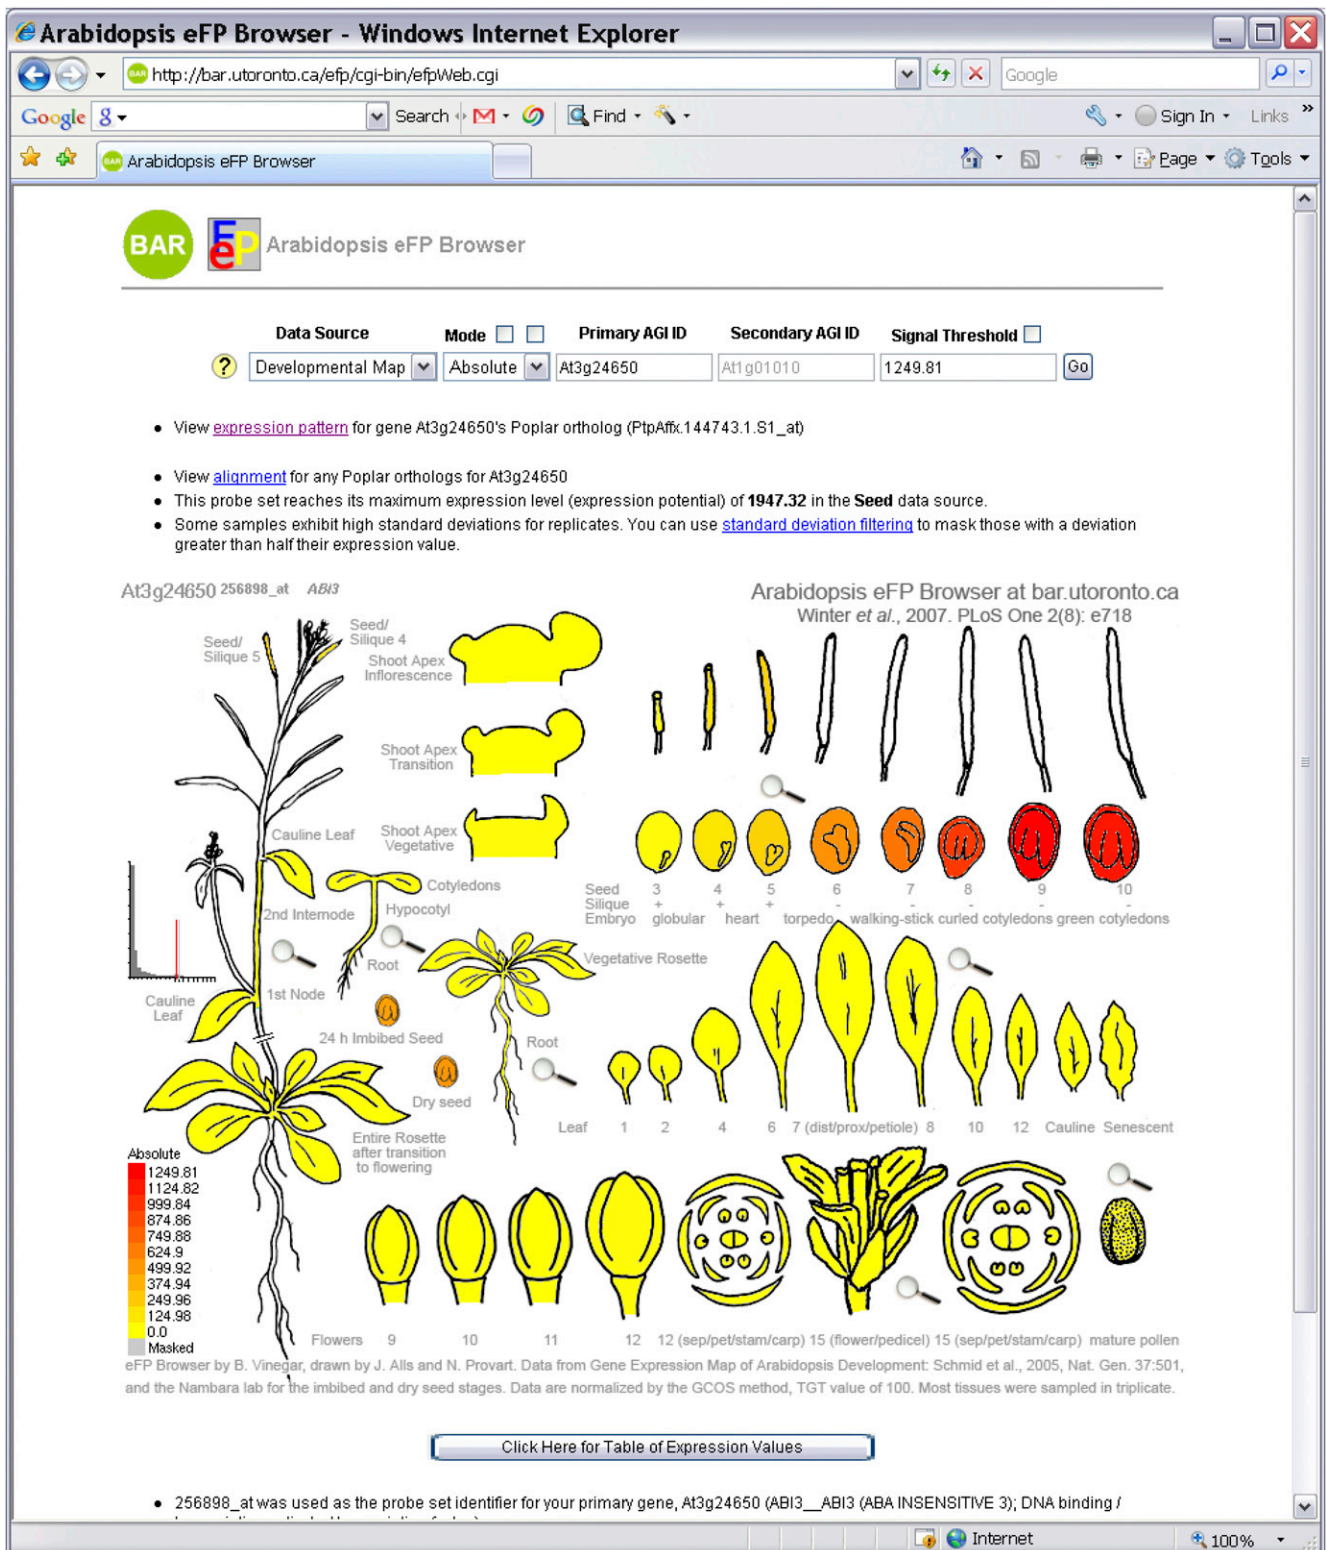 Arabidopsis eFP Browser - Windows Internet Explorer
http://bar.utoronto.ca/efp/cgi-bin/efpWeb.cgi
Google
Google
Search
Find
Sign In
Links
Arabidopsis eFP Browser
Page
Tools
BAR
eFP
Arabidopsis eFP Browser
Data Source Mode Primary AGI ID Secondary AGI ID Signal Threshold
? Developmental Map Absolute At3g24650 At1g01010 1249.81 Go
• View expression pattern for gene At3g24650's Poplar ortholog (PtpAffx.144743.1.S1_at)
• View alignment for any Poplar orthologs for At3g24650
• This probe set reaches its maximum expression level (expression potential) of 1947.32 in the Seed data source.
• Some samples exhibit high standard deviations for replicates. You can use standard deviation filtering to mask those with a deviation
greater than half their expression value.
At3g24650 256898_at ABI3
Arabidopsis eFP Browser at bar.utoronto.ca
Winter et al., 2007. PLoS One 2(8): e718
Seed/
Silique 5
Seed/
Silique 4
Shoot Apex
Inflorescence
Shoot Apex
Transition
Shoot Apex
Vegetative
Cauline Leaf
Cotyledons
2nd Internode
Hypocotyl
Root
1st Node
Cauline
Leaf
24 h Imbibed Seed
Dry seed
Vegetative Rosette
Root
Entire Rosette
after transition
to flowering
Seed 3 4 5 6 7 8 9 10
Silique + + + - - - - -
Embryo globular heart torpedo walking-stick curled cotyledons green cotyledons
Leaf 1 2 4 6 7 (dist/prox/petiole) 8 10 12 Cauline Senescent
Absolute
1249.81
1124.82
999.84
874.86
749.88
624.9
499.92
374.94
249.96
124.98
0.0
Masked
Flowers 9 10 11 12 12 (sep/pet/stam/carp) 15 (flower/pedicel) 15 (sep/pet/stam/carp) mature pollen
eFP Browser by B. Vinegar, drawn by J. Alls and N. Provart. Data from Gene Expression Map of Arabidopsis Development: Schmid et al., 2005, Nat. Gen. 37:501,
and the Nambara lab for the imbibed and dry seed stages. Data are normalized by the GCOS method, TGT value of 100. Most tissues were sampled in triplicate.
Click Here for Table of Expression Values
• 256898_at was used as the probe set identifier for your primary gene, At3g24650 (ABI3__ABI3 (ABA INSENSITIVE 3); DNA binding /
Internet
100%